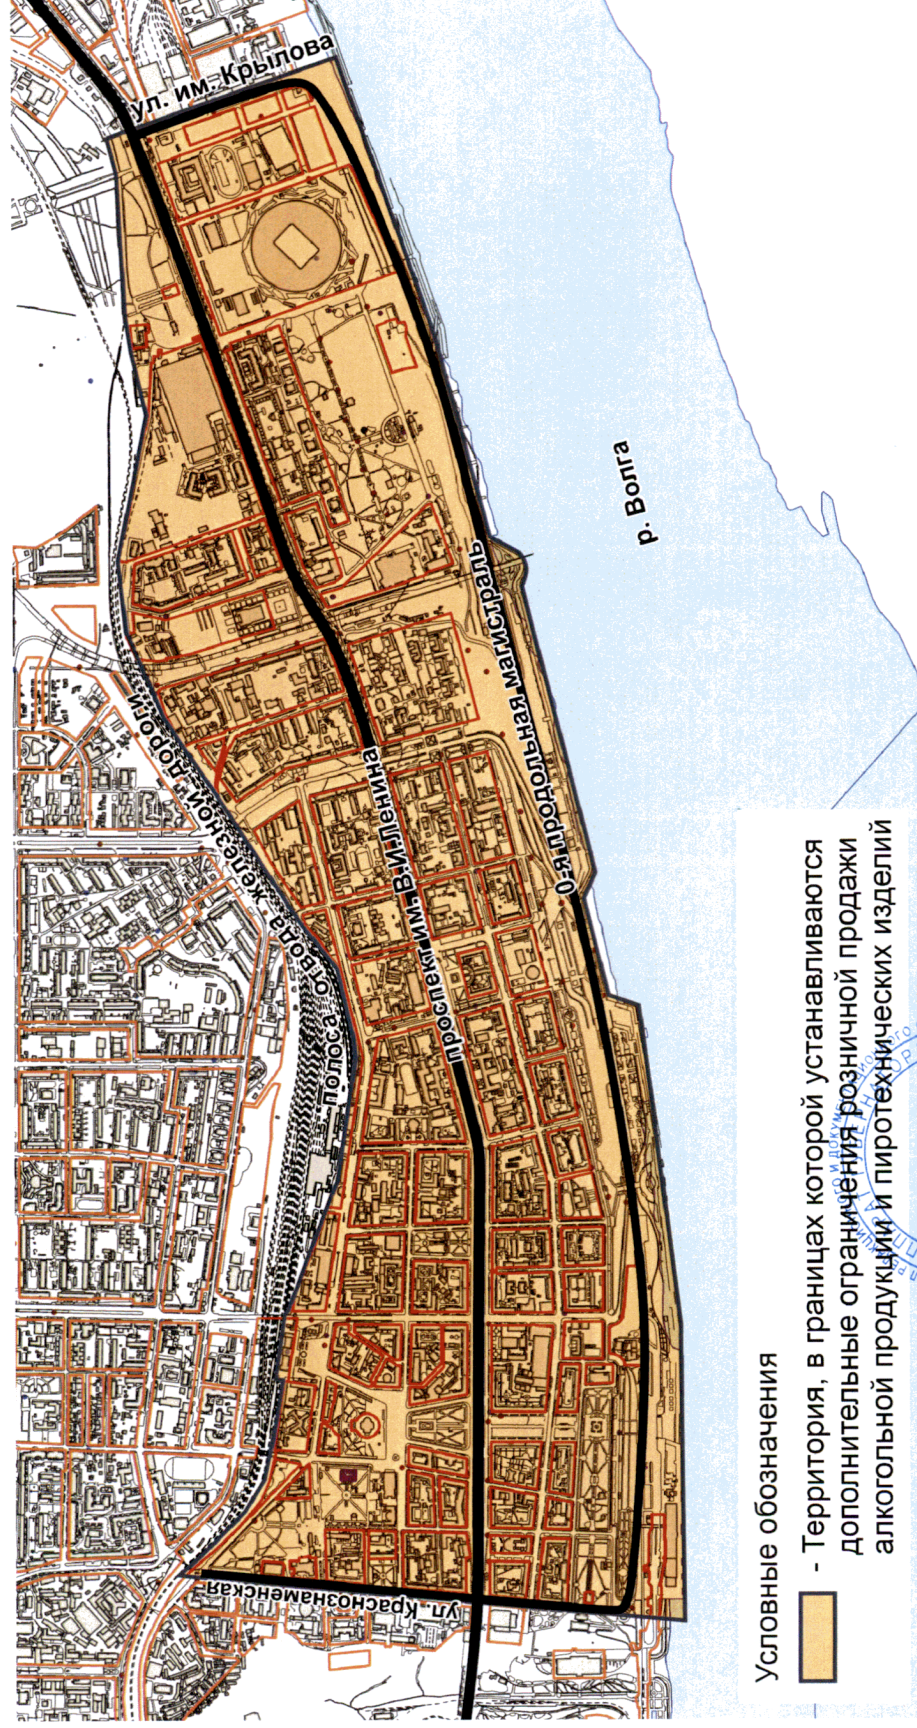 ул. им. Крылова
р. Волга
0-я продольная магистраль
проспект им. В.И.Ленина
Полоса отвода железной дороги
ул. Краснознаменская
Условные обозначения
- Территория, в границах которой устанавливаются
дополнительные ограничения розничной продажи
алкогольной продукции и пиротехнических изделий